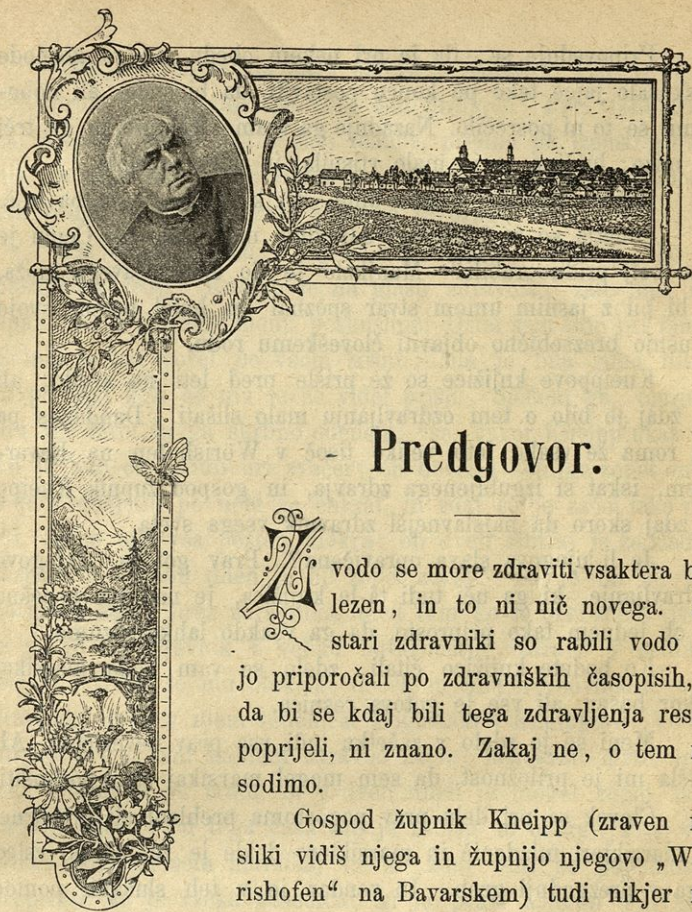 Predgovor.
Z vodo se more zdraviti vsaktera b
lezen, in to ni nič novega.
stari zdravniki so rabili vodo
jo priporočali po zdravniških časopisih,
da bi se kdaj bili tega zdravljenja res
poprijeli, ni znano. Zakaj ne, o tem
sodimo.
Gospod župnik Kneipp (zraven
sliki vidiš njega in župnijo njegovo „W
rishofen“ na Bavarskem) tudi nikjer